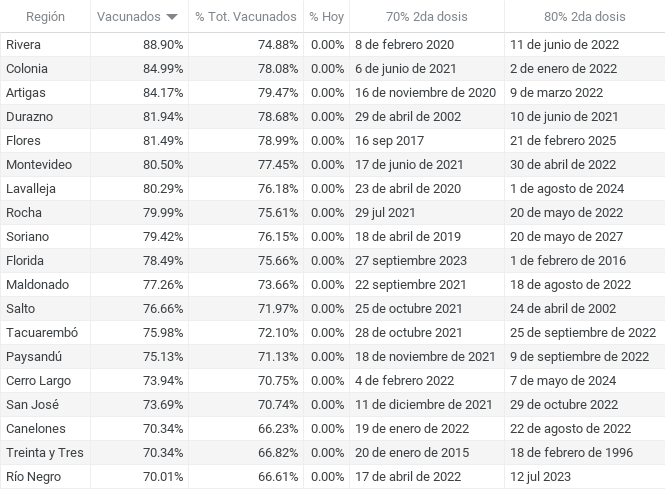 Región Vacunados % Tot. Vacunados % Hoy 70% 2da dosis 80% 2da dosis
Rivera 88.90% 74.88% 0.00% 8 de febrero 2020 11 de junio de 2022
Colonia 84.99% 78.08% 0.00% 6 de junio de 2021 2 de enero de 2022
Artigas 84.17% 79.47% 0.00% 16 de noviembre de 2020 9 de marzo 2022
Durazno 81.94% 78.68% 0.00% 29 de abril de 2002 10 de junio de 2021
Flores 81.49% 78.99% 0.00% 16 sep 2017 21 de febrero 2025
Montevideo 80.50% 77.45% 0.00% 17 de junio de 2021 30 de abril de 2022
Lavalleja 80.29% 76.18% 0.00% 23 de abril de 2020 1 de agosto de 2024
Rocha 79.99% 75.61% 0.00% 29 jul 2021 20 de mayo de 2022
Soriano 79.42% 76.15% 0.00% 18 de abril de 2019 20 de mayo de 2027
Florida 78.49% 75.66% 0.00% 27 septiembre 2023 1 de febrero de 2016
Maldonado 77.26% 73.66% 0.00% 22 septiembre 2021 18 de agosto de 2022
Salto 76.66% 71.97% 0.00% 25 de octubre 2021 24 de abril de 2002
Tacuarembó 75.98% 72.10% 0.00% 28 de octubre 2021 25 de septiembre de 2022
Paysandú 75.13% 71.13% 0.00% 18 de noviembre de 2021 9 de septiembre de 2022
Cerro Largo 73.94% 70.75% 0.00% 4 de febrero 2022 7 de mayo de 2024
San José 73.69% 70.74% 0.00% 11 de diciembre de 2021 29 de octubre 2022
Canelones 70.34% 66.23% 0.00% 19 de enero de 2022 22 de agosto de 2022
Treinta y Tres 70.34% 66.82% 0.00% 20 de enero de 2015 18 de febrero de 1996
Río Negro 70.01% 66.61% 0.00% 17 de abril de 2022 12 jul 2023